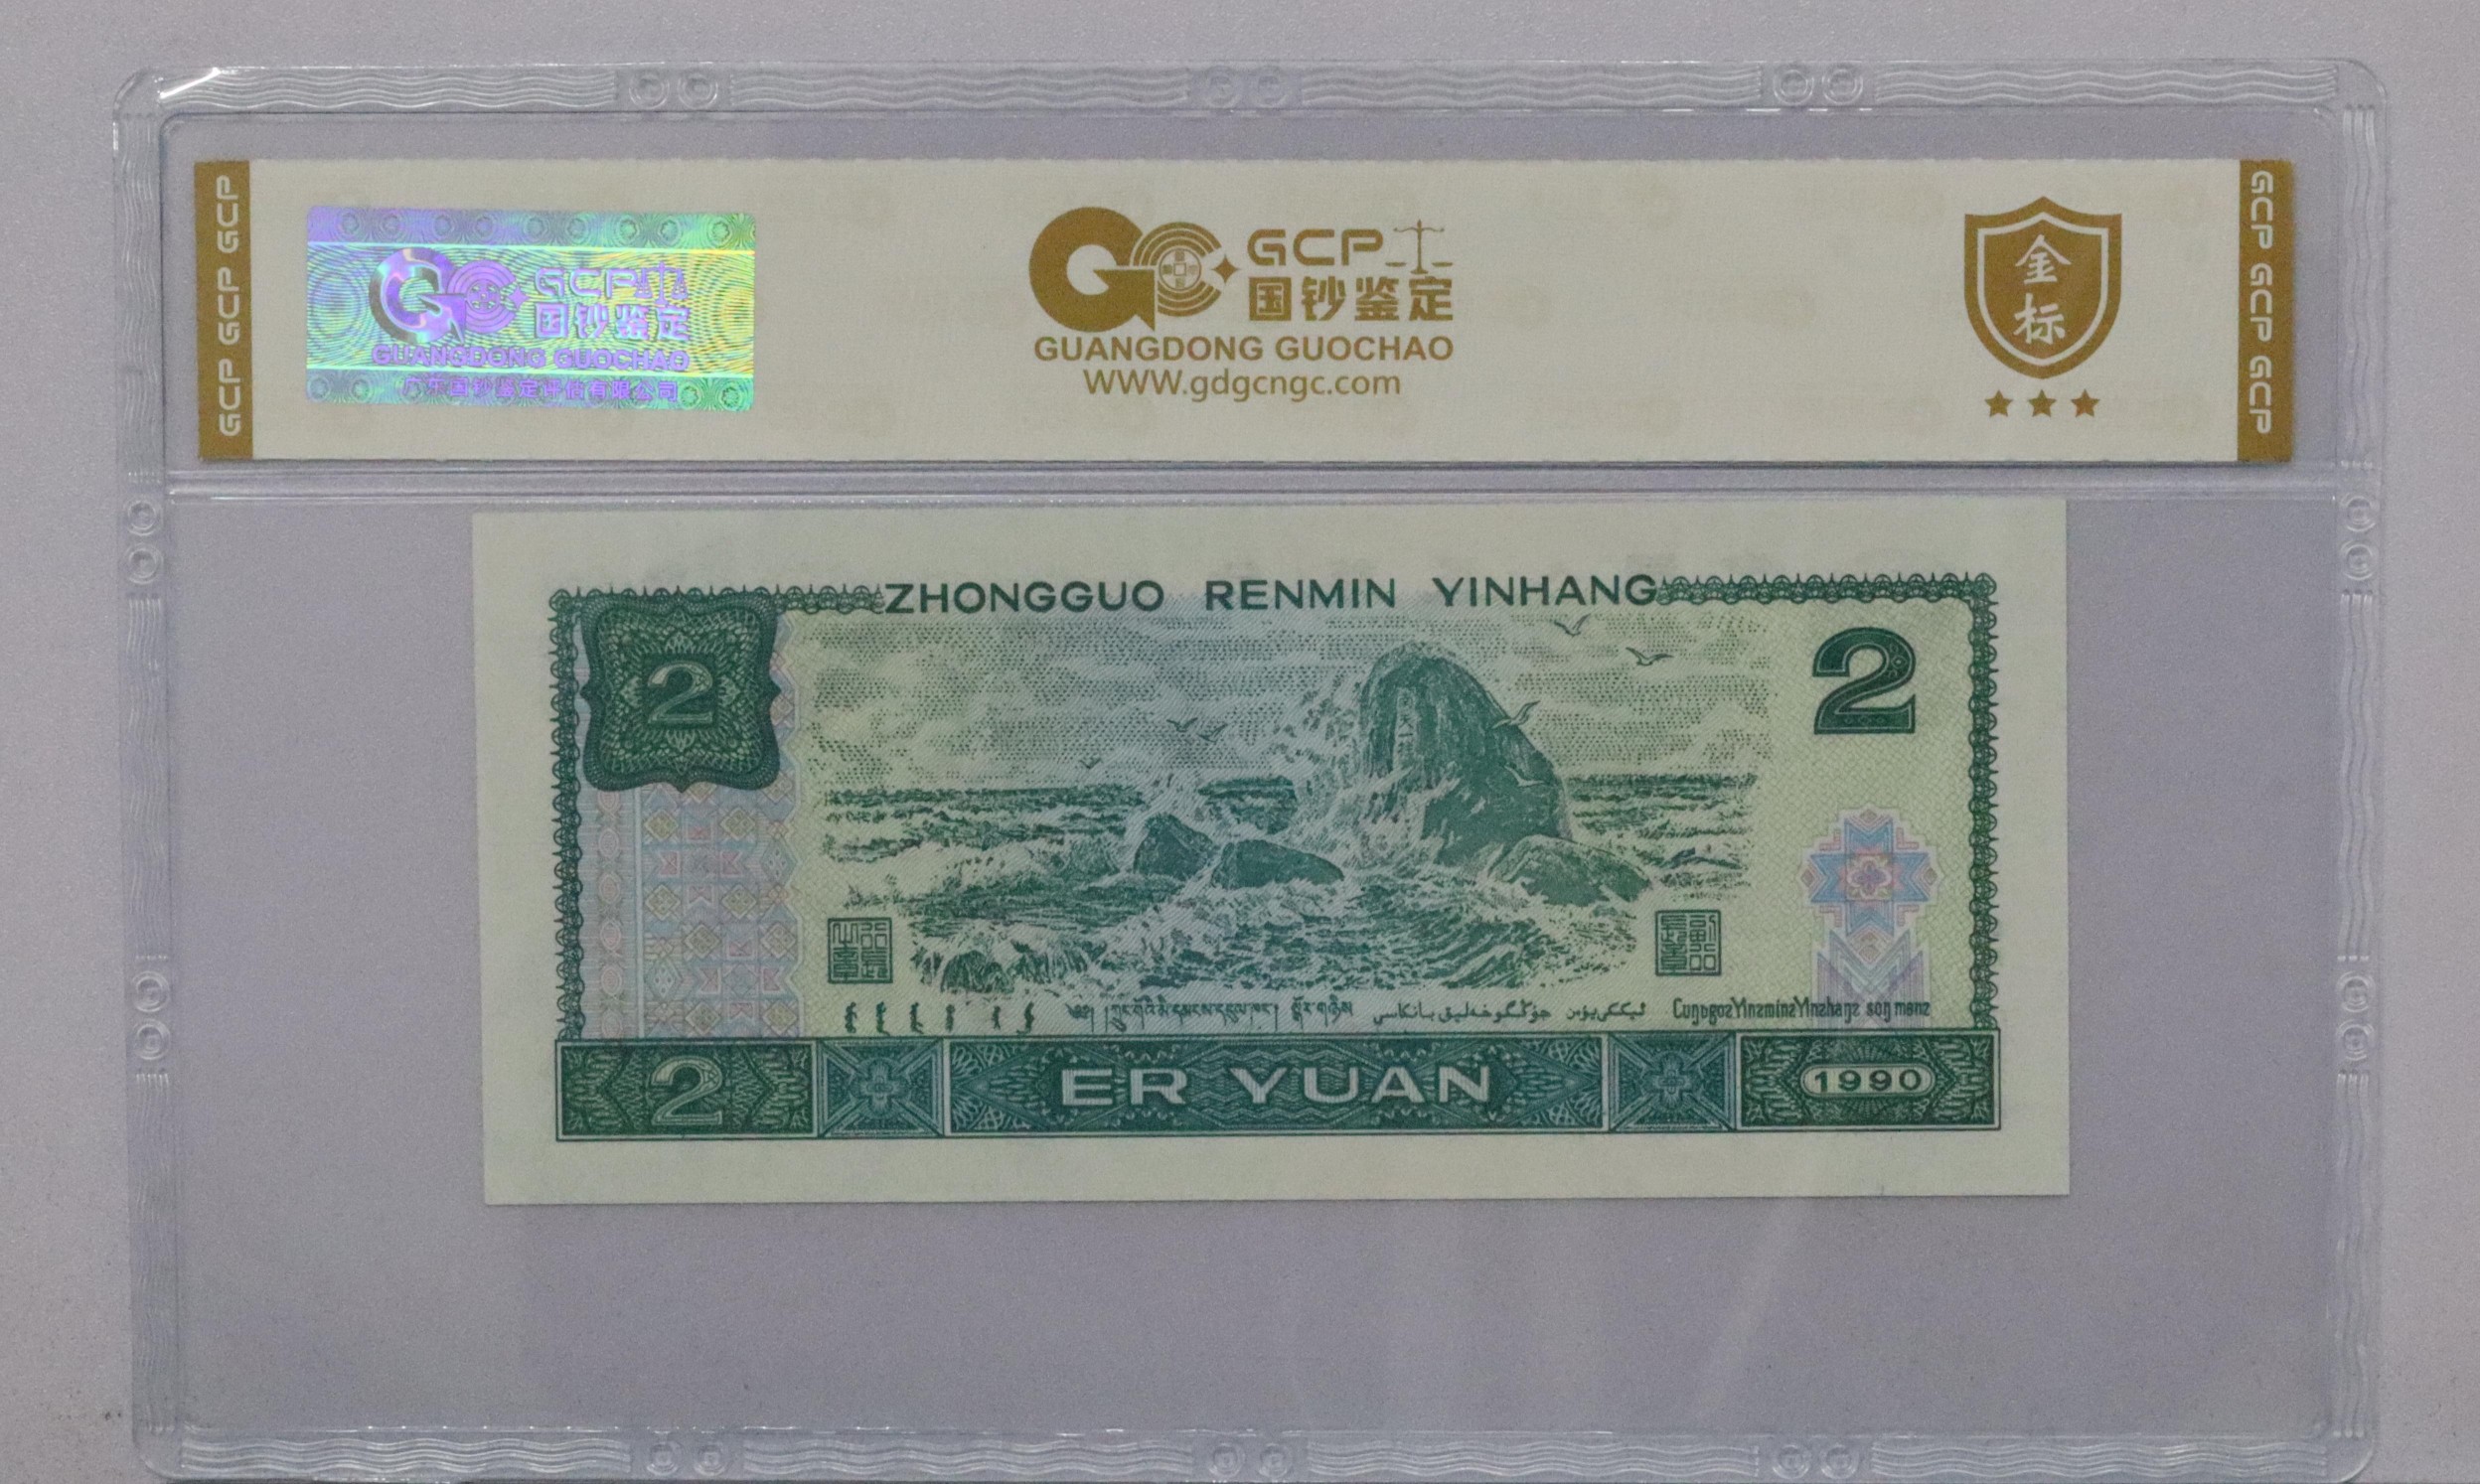 GCP GCP GCP
GCP
国钞鉴定
GUANGDONG GUOCHAO
广东国钞鉴定评估有限公司
GCP
国钞鉴定
GUANGDONG GUOCHAO
WWW.gdgcngc.com
金
标
GCP GCP GCP
ZHONGGUO RENMIN YINHANG
2
2
ERYUAN
2
ER YUAN
1990